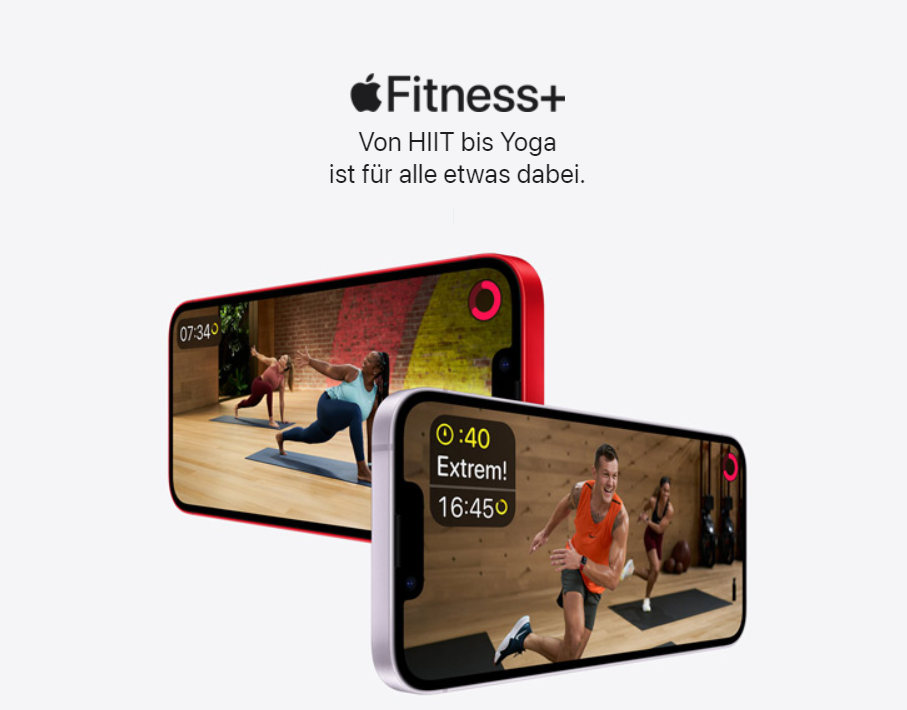 Fitness+
Von HIIT bis Yoga
ist für alle etwas dabei.
07:34
:40
Extrem!
16:45